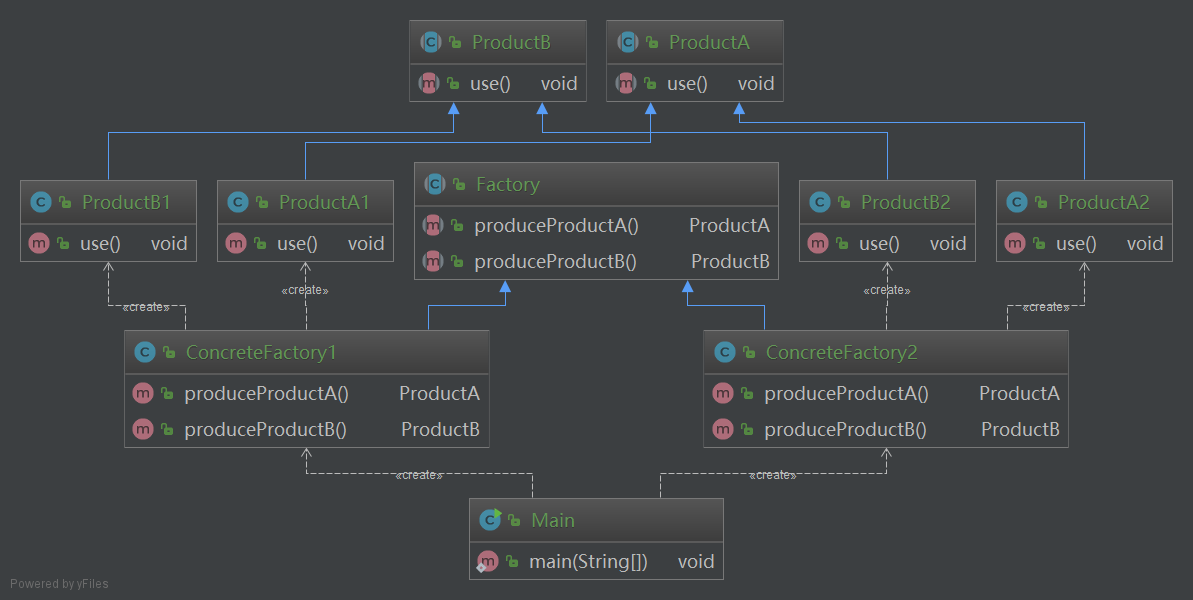 ProductB
use() void
ProductA
use() void
ProductB1
use() void
ProductA1
use() void
Factory
produceProductA() ProductA
produceProductB() ProductB
ProductB2
use() void
ProductA2
use() void
«create»
«create»
«create»
«create»
ConcreteFactory1
produceProductA() ProductA
produceProductB() ProductB
ConcreteFactory2
produceProductA() ProductA
produceProductB() ProductB
«create»
«create»
Main
main(String[]) void
Powered by yFiles